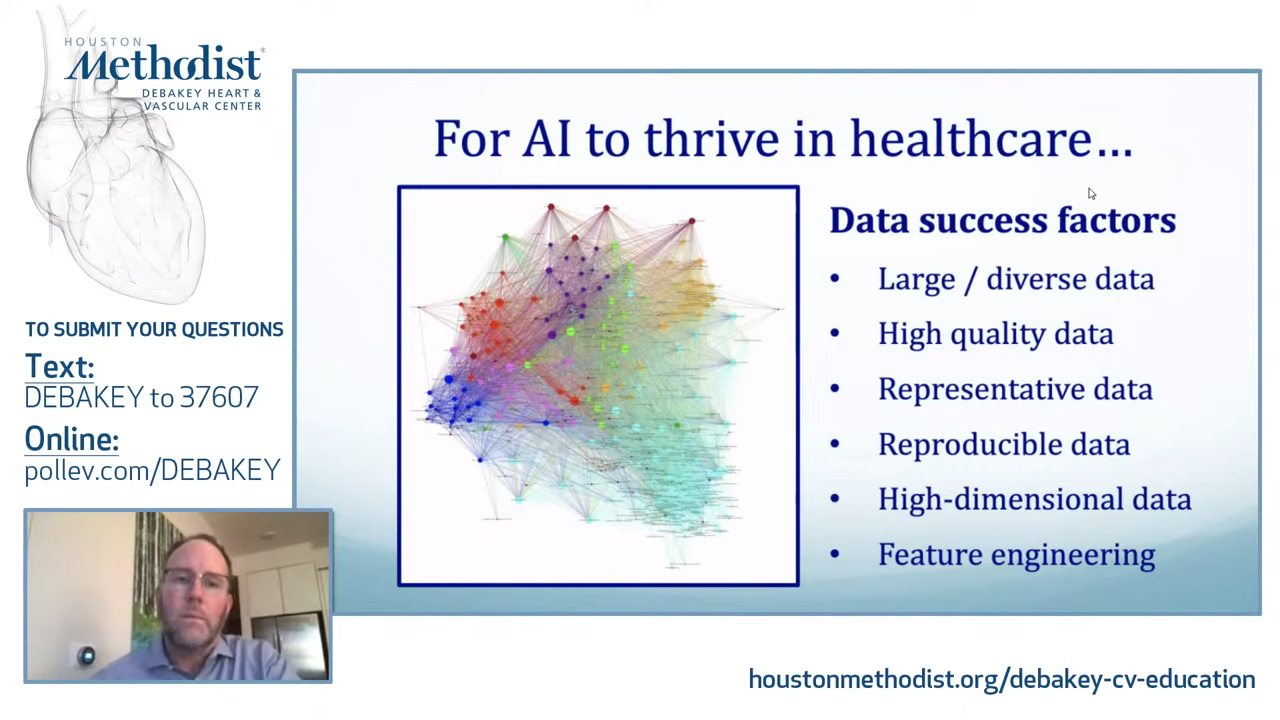 HOUSTON
Methodist®
DEBAKEY HEART &
VASCULAR CENTER
TO SUBMIT YOUR QUESTIONS
Text:
DEBAKEY to 37607
Online:
pollev.com/DEBAKEY
For AI to thrive in healthcare...
Data success factors
• Large / diverse data
• High quality data
• Representative data
• Reproducible data
• High-dimensional data
• Feature engineering
houstonmethodist.org/debakey-cv-education